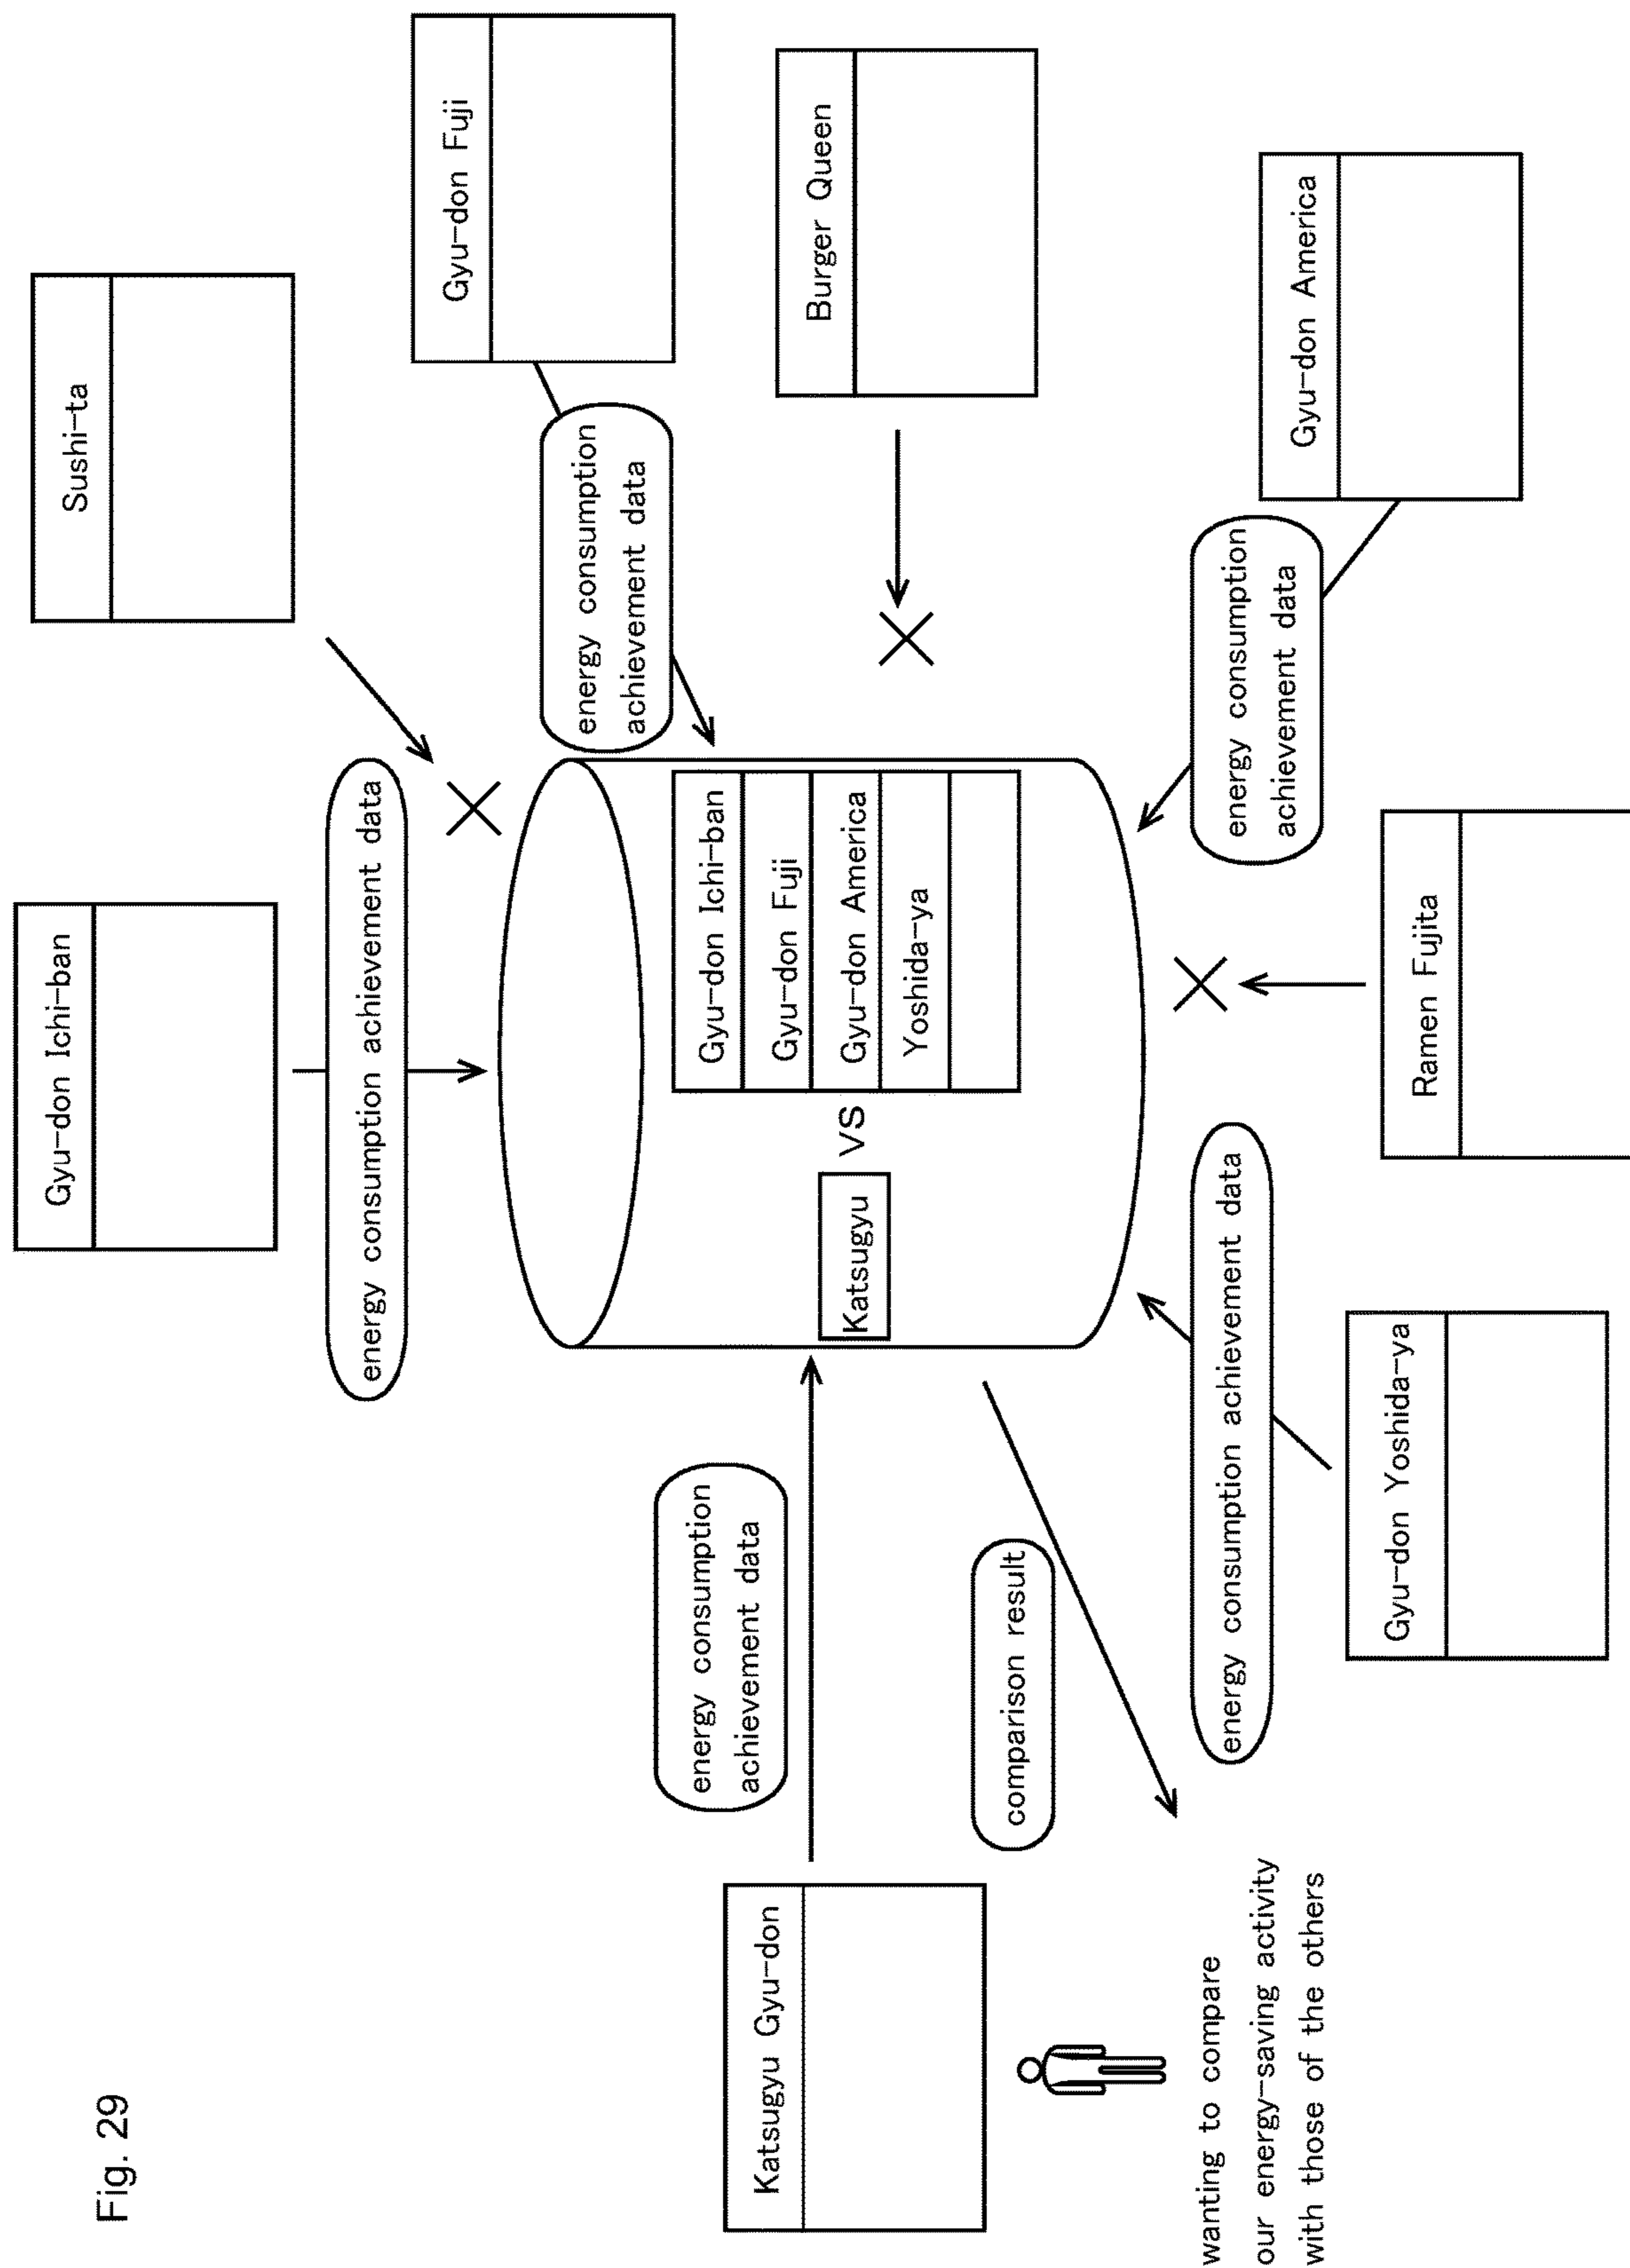 Fig. 29
Gyu-don Ichi-ban
Sushi-ta
energy consumption achievement data
Gyu-don Fuji
energy consumption
achievement data
Katsugyu Gyu-don
energy consumption
achievement data
Katsugyu
VS
Gyu-don Ichi-ban
Gyu-don Fuji
Gyu-don America
Yoshida-ya
Burger Queen
comparison result
wanting to compare
our energy-saving activity
with those of the others
energy consumption achievement data
energy consumption
achievement data
Gyu-don America
Gyu-don Yoshida-ya
Ramen Fujita